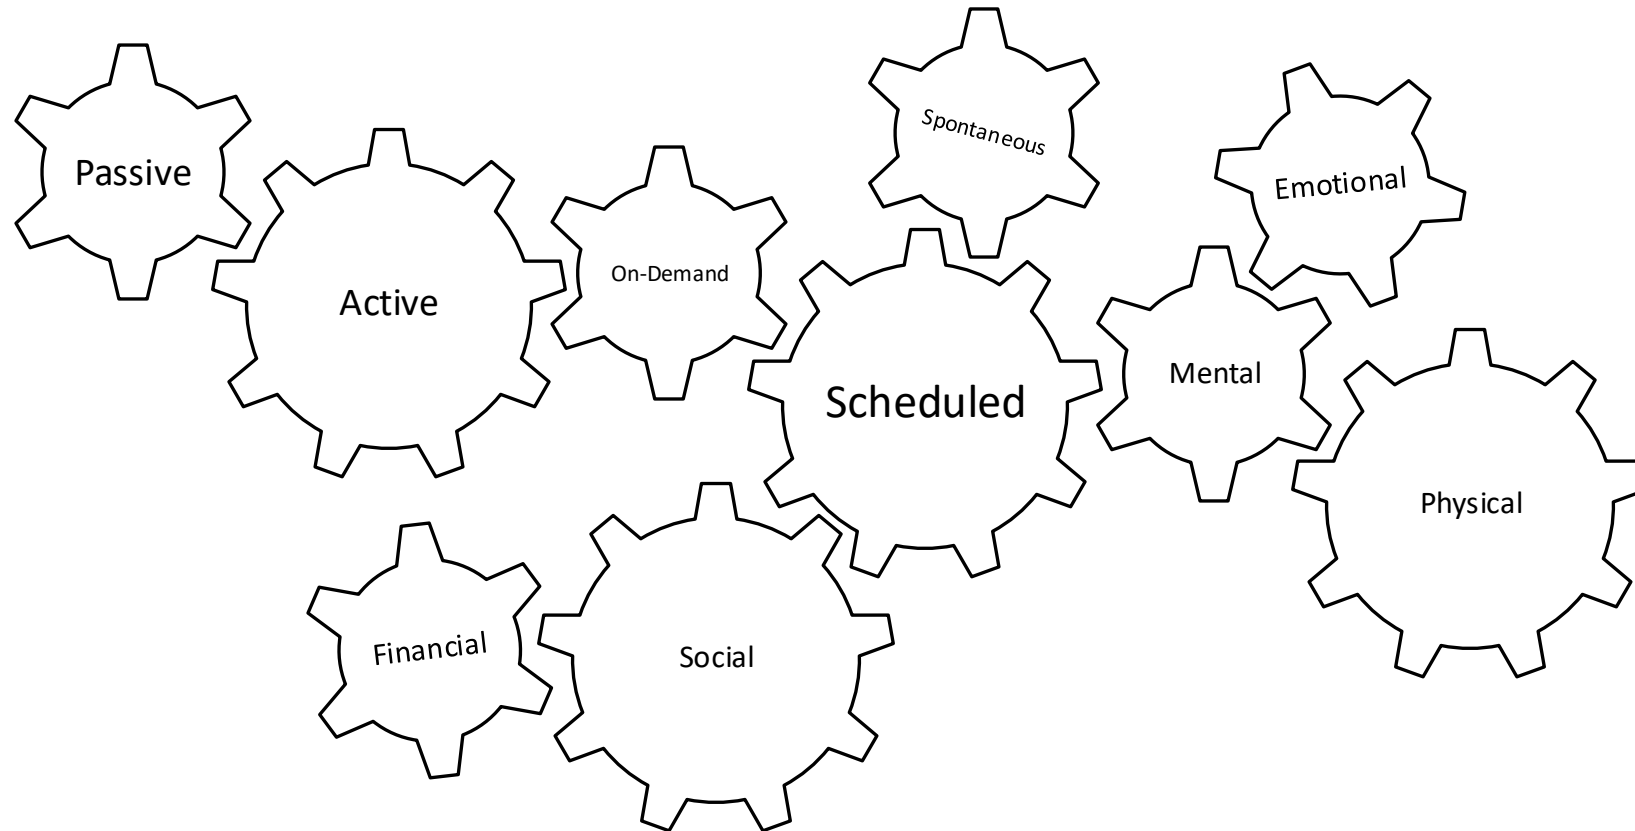 Passive
Active
On-Demand
Spontaneous
Scheduled
Emotional
Mental
Physical
Financial
Social